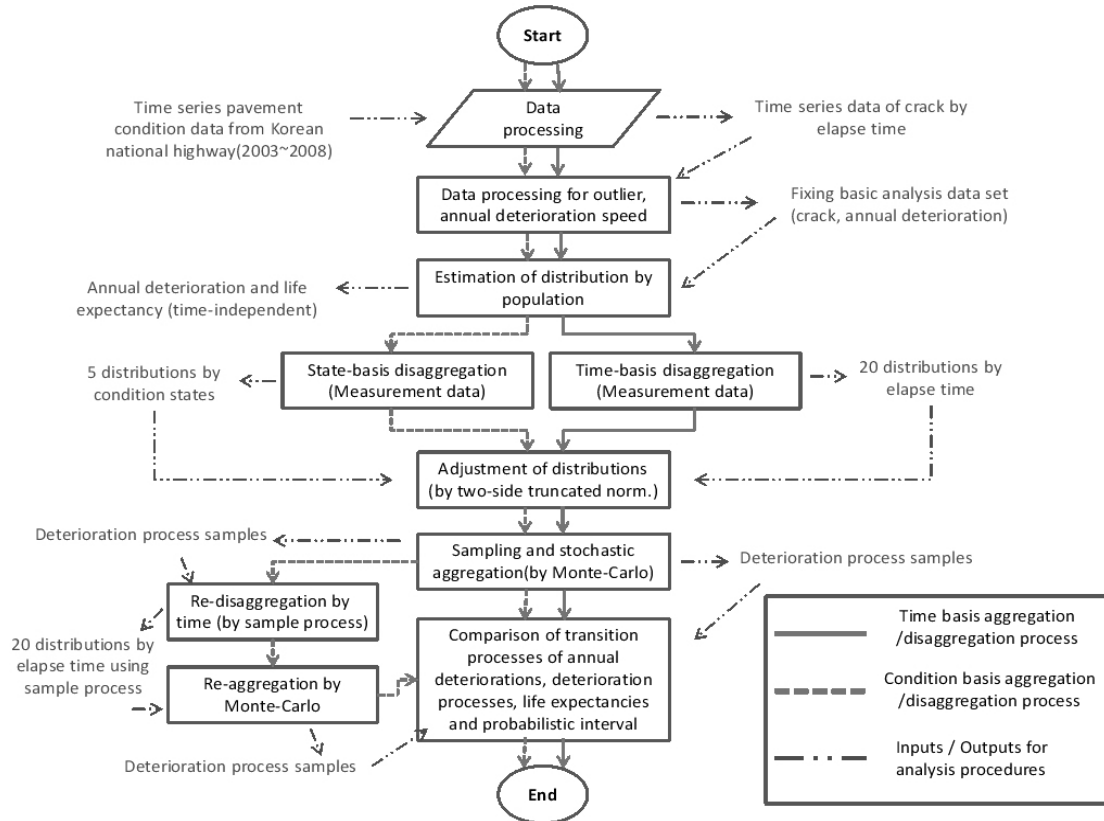 Start
Time series pavement
condition data from Korean
national highway(2003~2008)
Data
processing
Time series data of crack by
elapse time
Data processing for outlier,
annual deterioration speed
Fixing basic analysis data set
(crack, annual deterioration)
Annual deterioration and life
expectancy (time-independent)
Estimation of distribution by
population
5 distributions by
condition states
State-basis disaggregation
(Measurement data)
Time-basis disaggregation
(Measurement data)
20 distributions by
elapse time
Adjustment of distributions
(by two-side truncated norm.)
Deterioration process samples
Sampling and stochastic
aggregation(by Monte-Carlo)
Deterioration process samples
Re-disaggregation by
time (by sample process)
20 distributions by
elapse time using
sample process
Re-aggregation by
Monte-Carlo
Comparison of transition
processes of annual
deteriorations, deterioration
processes, life expectancies
and probabilistic interval
Deterioration process samples
End
Time basis aggregation
/disaggregation process
Condition basis aggregation
/disaggregation process
Inputs / Outputs for
analysis procedures